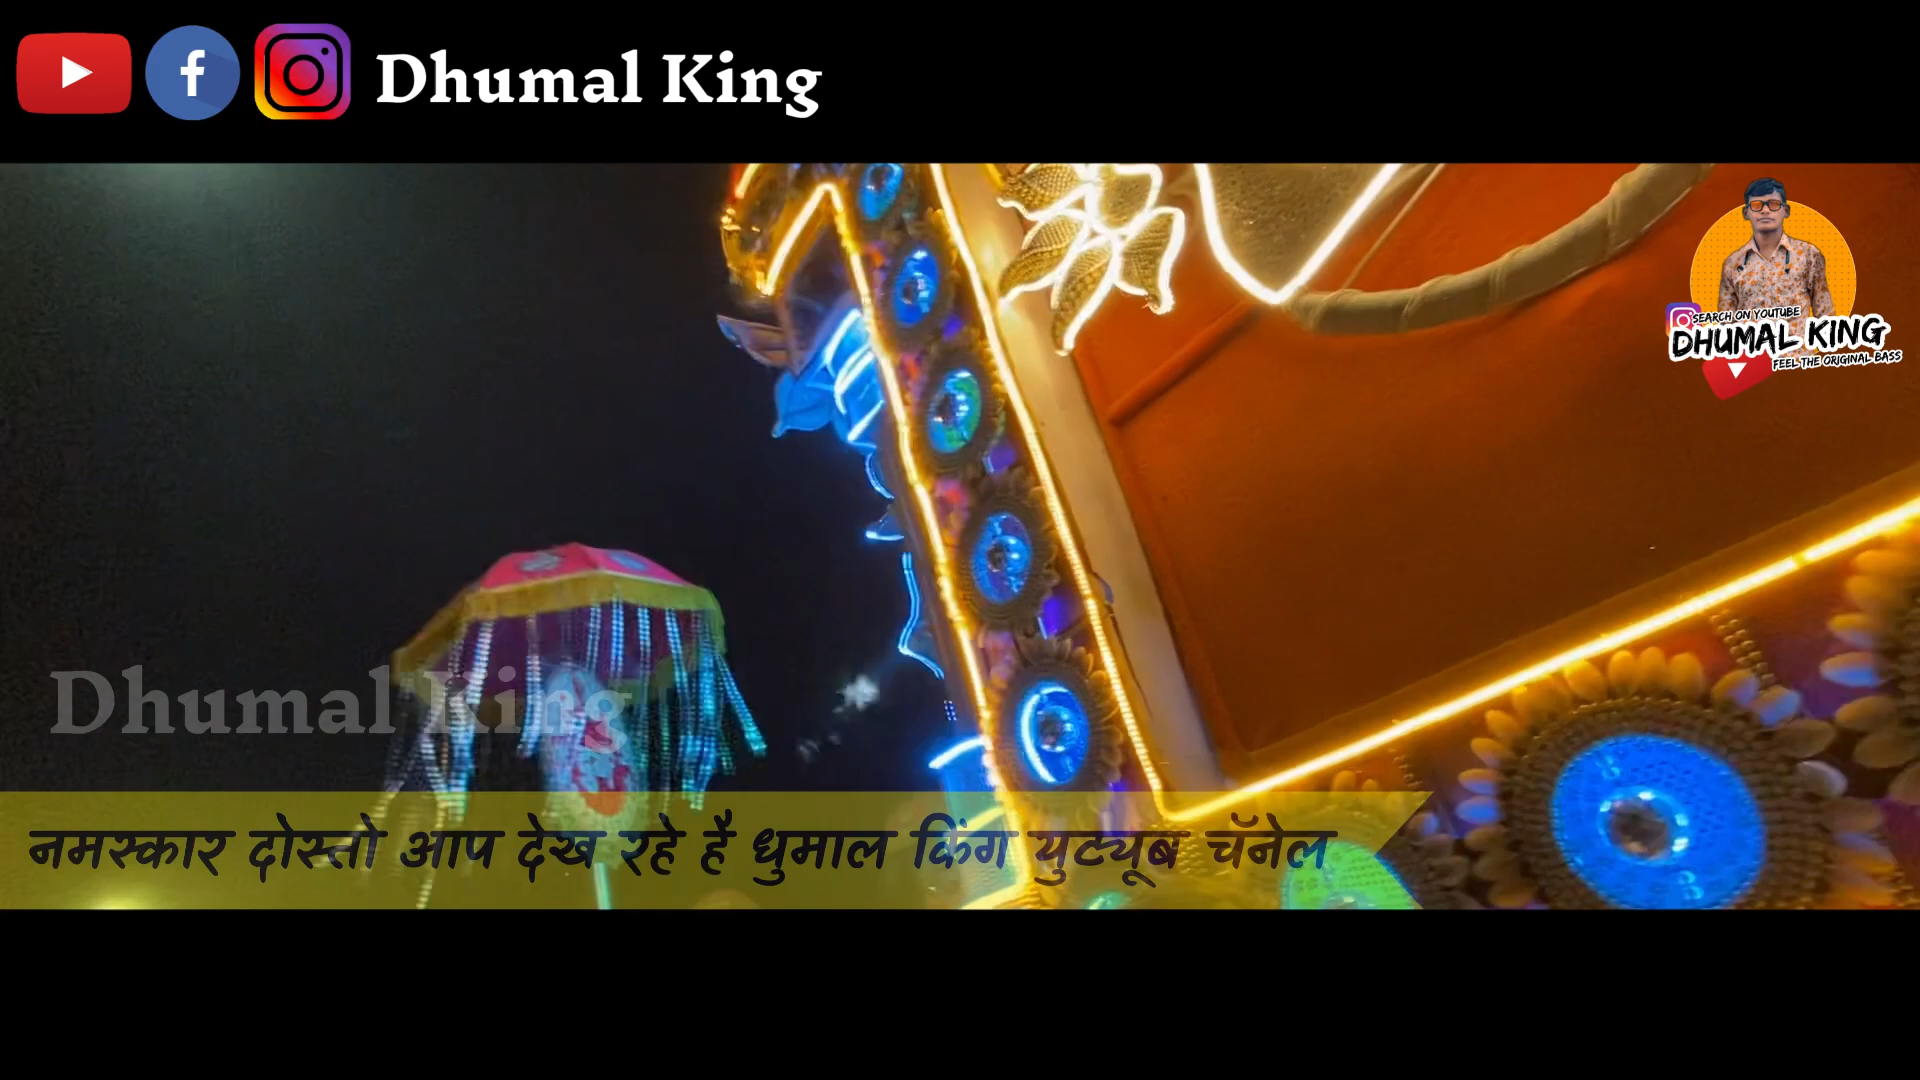 Dhumal King
SEARCH ON YOUTUBE
DHUMAL KING
FEEL THE ORIGINAL BASS
Dhumal King
नमस्कार दोस्तो आप देख रहे है धुमाल किंग युट्यूब चॅनेल